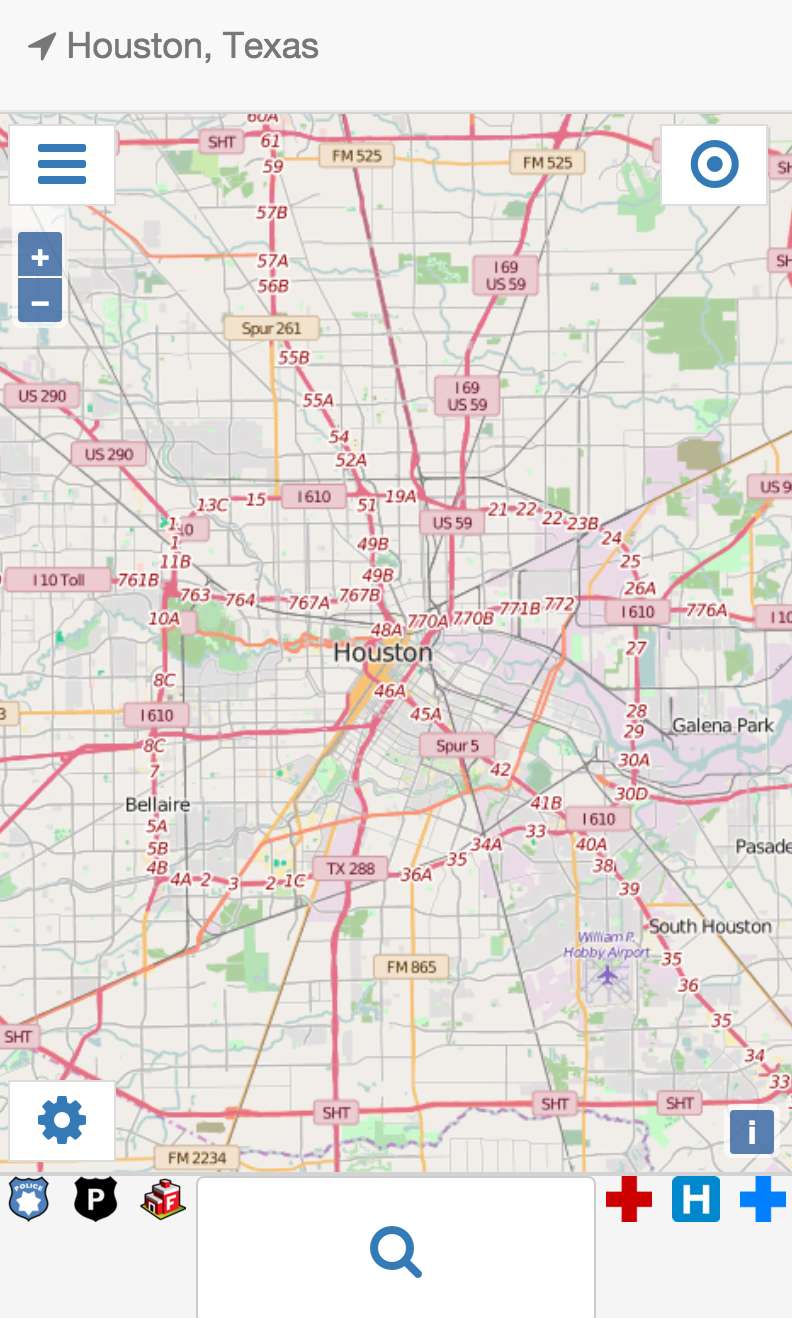 Houston, Texas
60A
SHT
61
FM 525
FM 525
59
57B
+
57A
I 69
US 59
56B
−
Spur 261
55B
US 290
55A
I 69
US 59
54
US 290
52A
13C
15
I 610
19A
51
US 59
21
22
22
23B
24
49B
1
11B
25
I 10 Toll
761B
49B
763
764
767A
767B
771B
772
26A
I 610
776A
10A
48A
770A
770B
Houston
27
8C
46A
I 610
45A
28
29
Galena Park
8C
Spur 5
7
42
30A
30D
Bellaire
41B
5A
33
I 610
5B
34A
40A
4B
35
38
TX 288
36A
4A
2
3
2
1C
39
South Houston
William P.
Hobby Airport
FM 865
35
36
35
SHT
34
33
SHT
SHT
SHT
i
FM 2234
POLICE
P
F
H